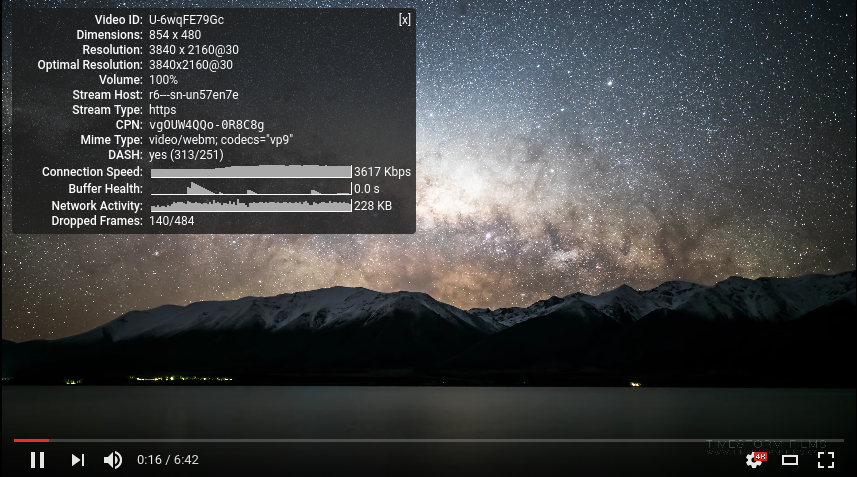 Video ID: U-6wqFE79Gc [x]
Dimensions: 854 x 480
Resolution: 3840 x 2160@30
Optimal Resolution: 3840x2160@30
Volume: 100%
Stream Host: r6---sn-un57en7e
Stream Type: https
CPN: vgOUW4QQo-0R8C8g
Mime Type: video/webm; codecs="vp9"
DASH: yes (313/251)
Connection Speed: 3617 Kbps
Buffer Health: 0.0 s
Network Activity: 228 KB
Dropped Frames: 140/484
TIMESTORM FILMS
0:16 / 6:42 4K